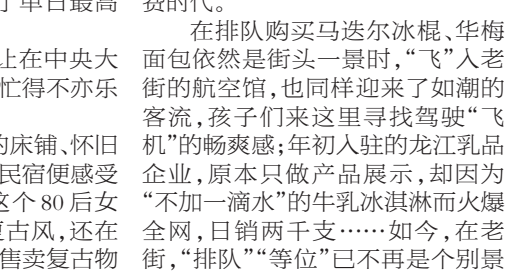 了单日最高
让在中央大
忙得不亦乐
的床铺、怀旧
民宿便感受
这个80后女
复古风，还在
售卖复古物
费时代。
在排队购买马迭尔冰棍、华梅
面包依然是街头一景时，“飞”入老
街的航空馆，也同样迎来了如潮的
客流，孩子们来这里寻找驾驶“飞
机”的畅爽感；年初入驻的龙江乳品
企业，原本只做产品展示，却因为
“不加一滴水”的牛乳冰淇淋而火爆
全网，日销两千支……如今，在老
街，“排队”“等位”已不再是个别景